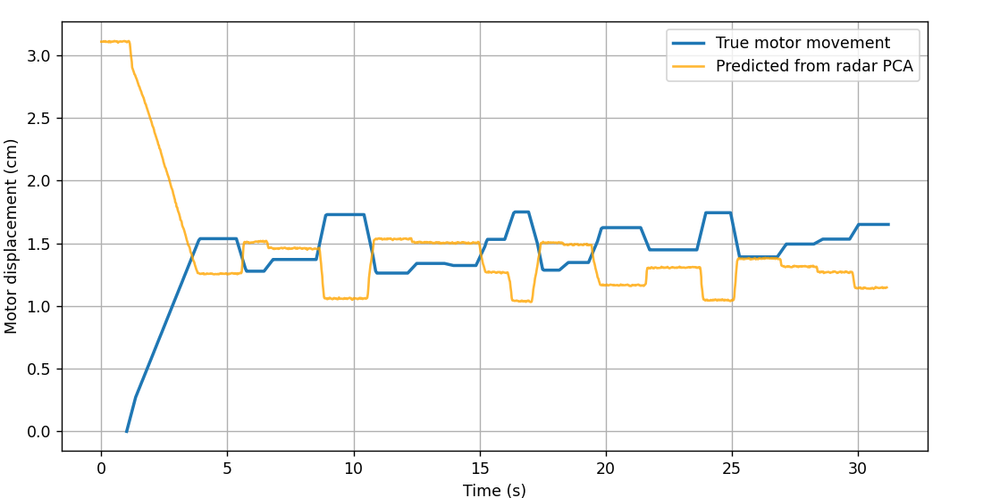 True motor movement
Predicted from radar PCA
Motor displacement (cm)
3.0
2.5
2.0
1.5
1.0
0.5
0.0
0 5 10 15 20 25 30
Time (s)